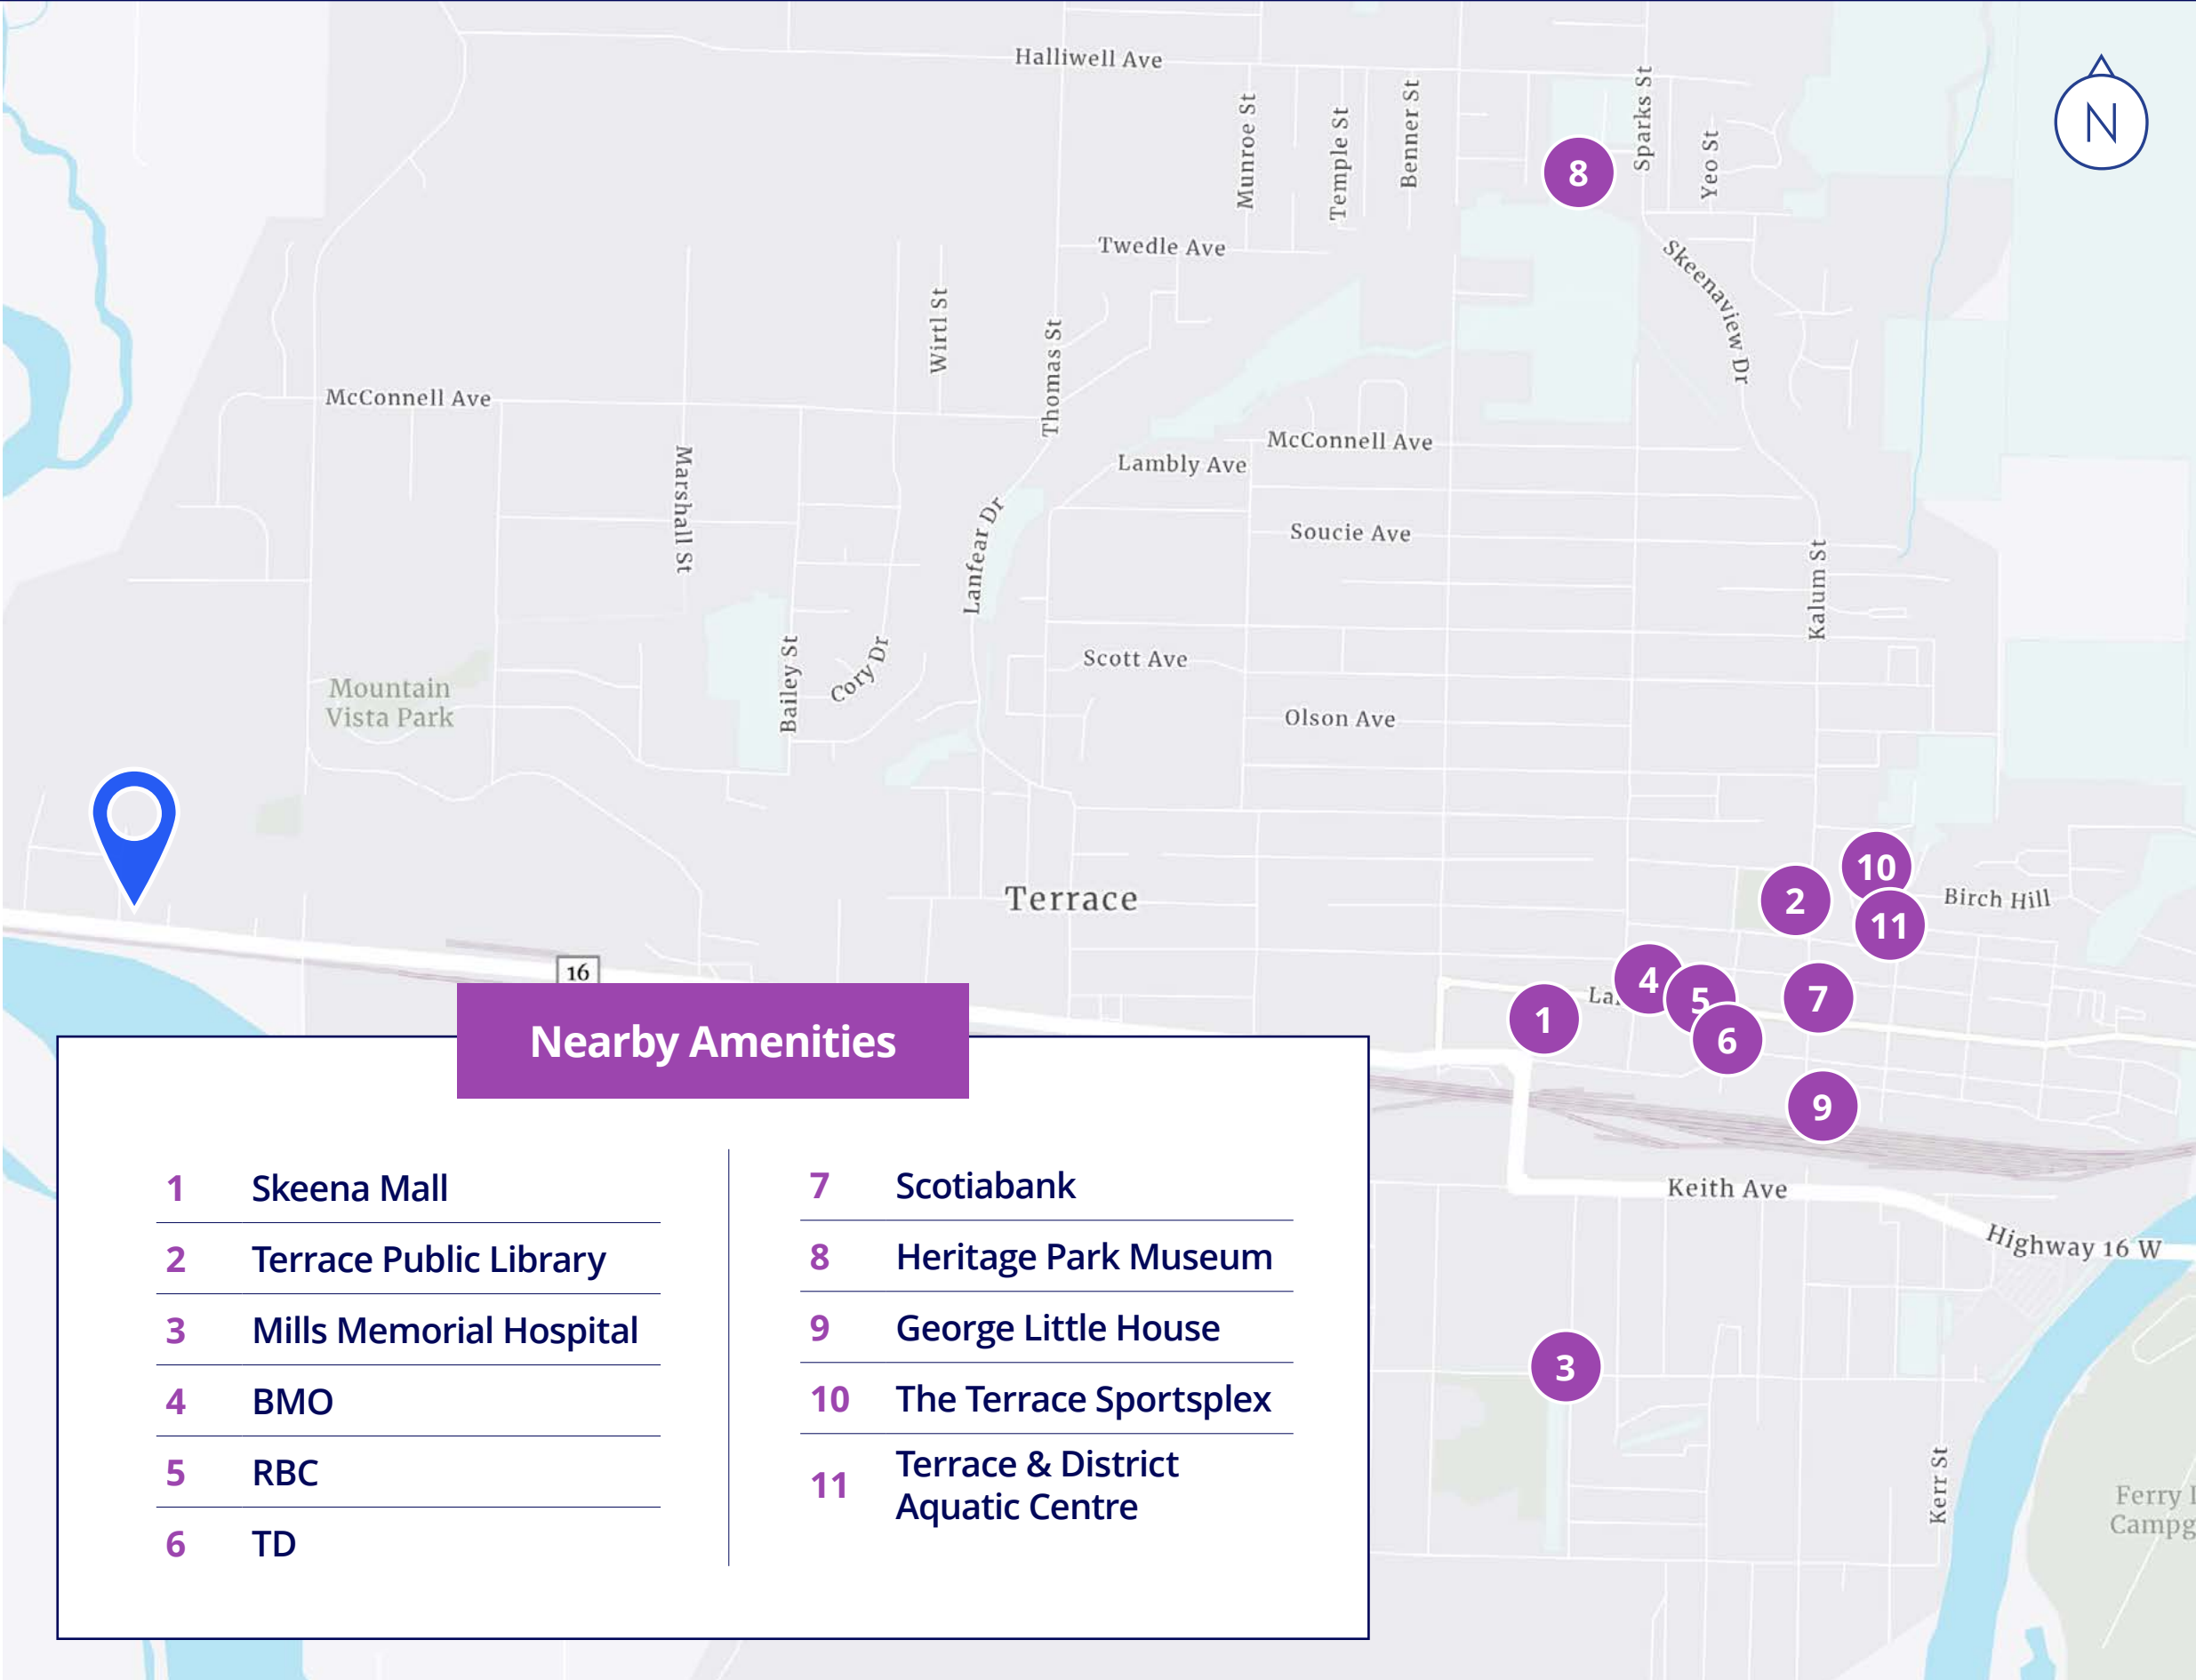 Halliwell Ave
N
Munroe St
Temple St
Benner St
Sparks St
Yeo St
8
Twedle Ave
Skeenaview Dr
Wirtl St
Thomas St
McConnell Ave
McConnell Ave
Lambly Ave
Marshall St
Lanfear Dr
Soucie Ave
Kalum St
Bailey St
Cory Dr
Scott Ave
Mountain
Vista Park
Olson Ave
10
Terrace
2
Birch Hill
11
16
4
5
7
1
6
9
Keith Ave
Highway 16 W
3
Kerr St
Ferry
Nearby Amenities
1 Skeena Mall
2 Terrace Public Library
3 Mills Memorial Hospital
4 BMO
5 RBC
6 TD
7 Scotiabank
8 Heritage Park Museum
9 George Little House
10 The Terrace Sportsplex
11 Terrace & District
Aquatic Centre